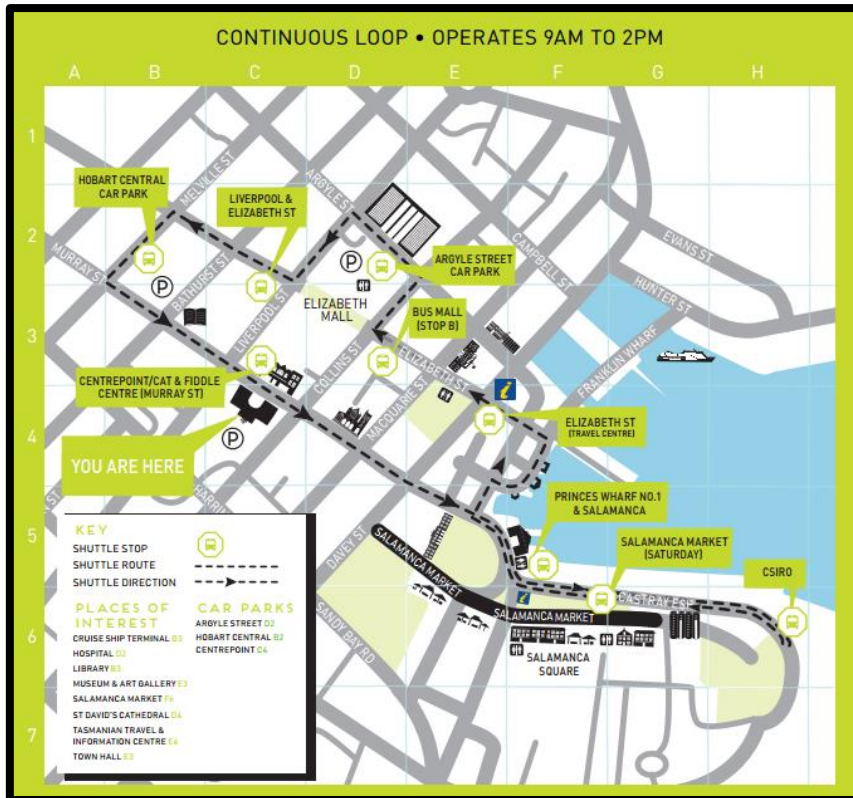 CONTINUOUS LOOP • OPERATES 9AM TO 2PM
A B C D E F G H
1
2
3
4
5
6
7
HOBART CENTRAL
CAR PARK
MELVILLE ST
LIVERPOOL &
ELIZABETH ST
ARGYLE ST
MURRAY ST
BATHURST ST
P
P
ARGYLE STREET
CAR PARK
CAMPBELL ST
EVANS ST
HUNTER ST
LIVERPOOL ST
ELIZABETH
MALL
BUS MALL
(STOP B)
FRANKLIN WHARF
COLLINS ST
ELIZABETH ST
CENTREPOINT/CAT & FIDDLE
CENTRE (MURRAY ST)
MACQUARIE ST
i
ELIZABETH ST
(TRAVEL CENTRE)
P
YOU ARE HERE
HARRI
N ST
PRINCES WHARF NO.1
& SALAMANCA
SALAMANCA MARKET
(SATURDAY)
CSIRO
DAVEY ST
SALAMANCA MARKET
i
CASTRAY ESP
SALAMANCA MARKET
SANDY BAY RD
SALAMANCA
SQUARE
KEY
SHUTTLE STOP
SHUTTLE ROUTE
SHUTTLE DIRECTION
PLACES OF
INTEREST
CRUISE SHIP TERMINAL G3
HOSPITAL D2
LIBRARY B3
MUSEUM & ART GALLERY E3
SALAMANCA MARKET F6
ST DAVID'S CATHEDRAL D4
TASMANIAN TRAVEL &
INFORMATION CENTRE E4
TOWN HALL E3
CAR PARKS
ARGYLE STREET D2
HOBART CENTRAL B2
CENTREPOINT C4